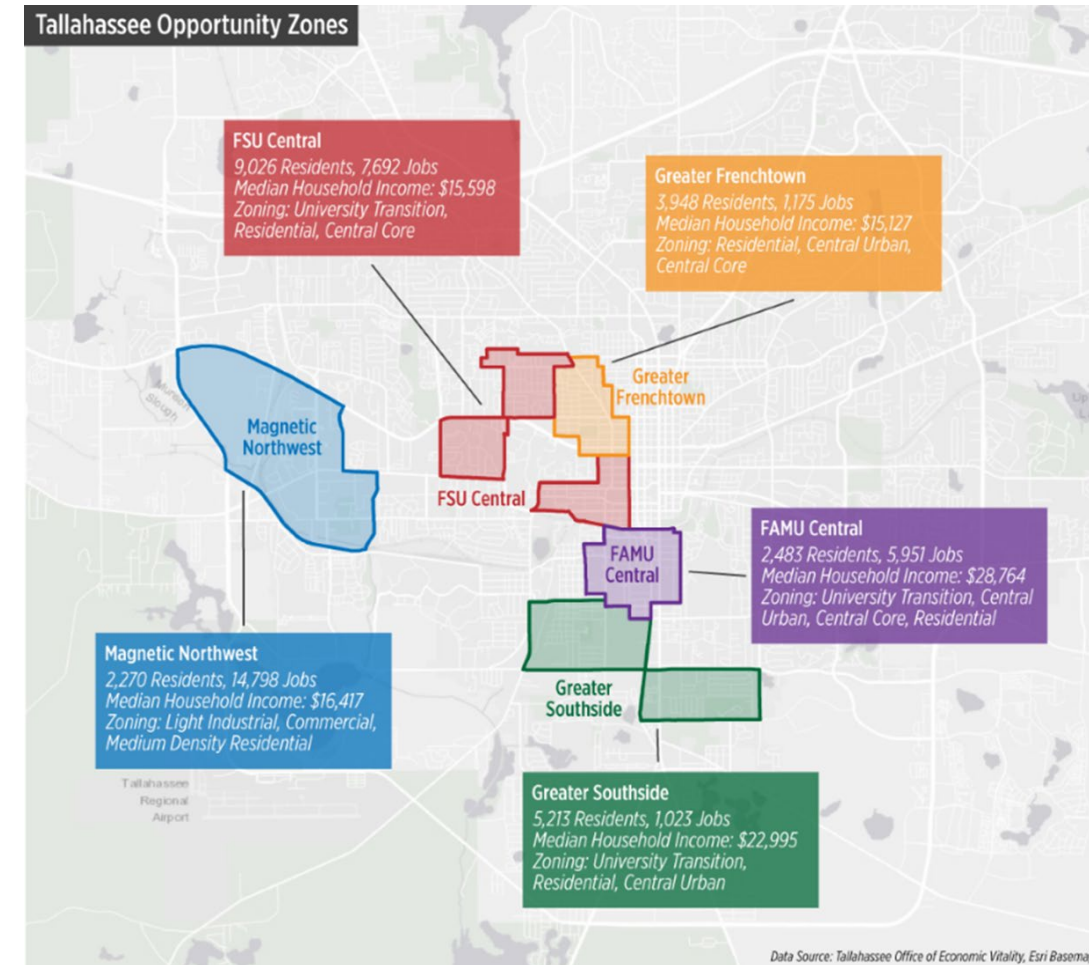 Tallahassee Opportunity Zones
FSU Central
9,026 Residents, 7,692 Jobs
Median Household Income: $15,598
Zoning: University Transition,
Residential, Central Core
Greater Frenchtown
3,948 Residents, 1,175 Jobs
Median Household Income: $15,127
Zoning: Residential, Central Urban,
Central Core
Greater
Frenchtown
Magnetic
Northwest
FSU Central
FAMU
Central
FAMU Central
2,483 Residents, 5,951 Jobs
Median Household Income: $28,764
Zoning: University Transition, Central
Urban, Central Core, Residential
Magnetic Northwest
2,270 Residents, 14,798 Jobs
Median Household Income: $16,417
Zoning: Light Industrial, Commercial,
Medium Density Residential
Greater
Southside
Tallahassee
Regional
Airport
Greater Southside
5,213 Residents, 1,023 Jobs
Median Household Income: $22,995
Zoning: University Transition,
Residential, Central Urban
Data Source: Tallahassee Office of Economic Vitality, Esri Basema